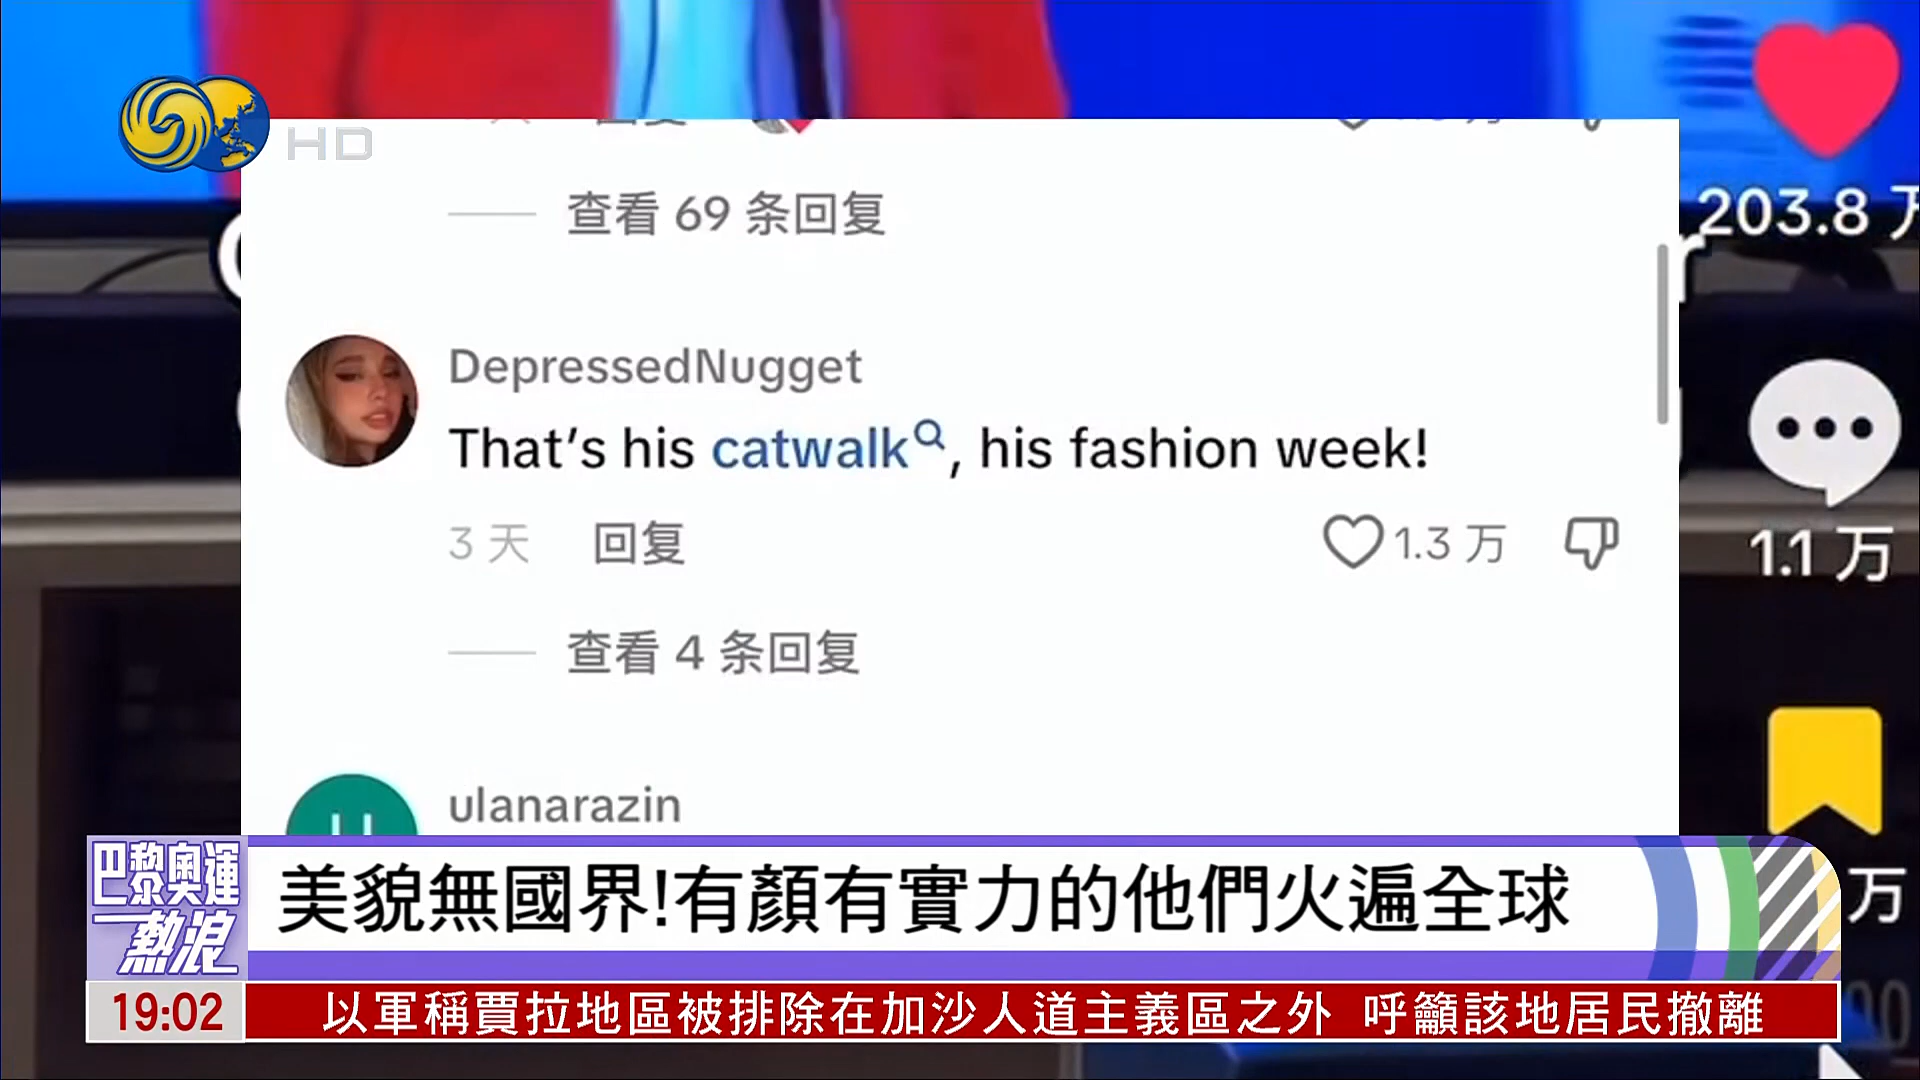 HD
查看 69 条回复
203.8 万
DepressedNugget
That's his catwalk, his fashion week!
3 天 回复 1.3 万
1.1 万
查看 4 条回复
ulanarazin
万
巴黎奧運
熱浪
美貌無國界!有顏有實力的他們火遍全球
19:02
以軍稱賈拉地區被排除在加沙人道主義區之外 呼籲該地居民撤離